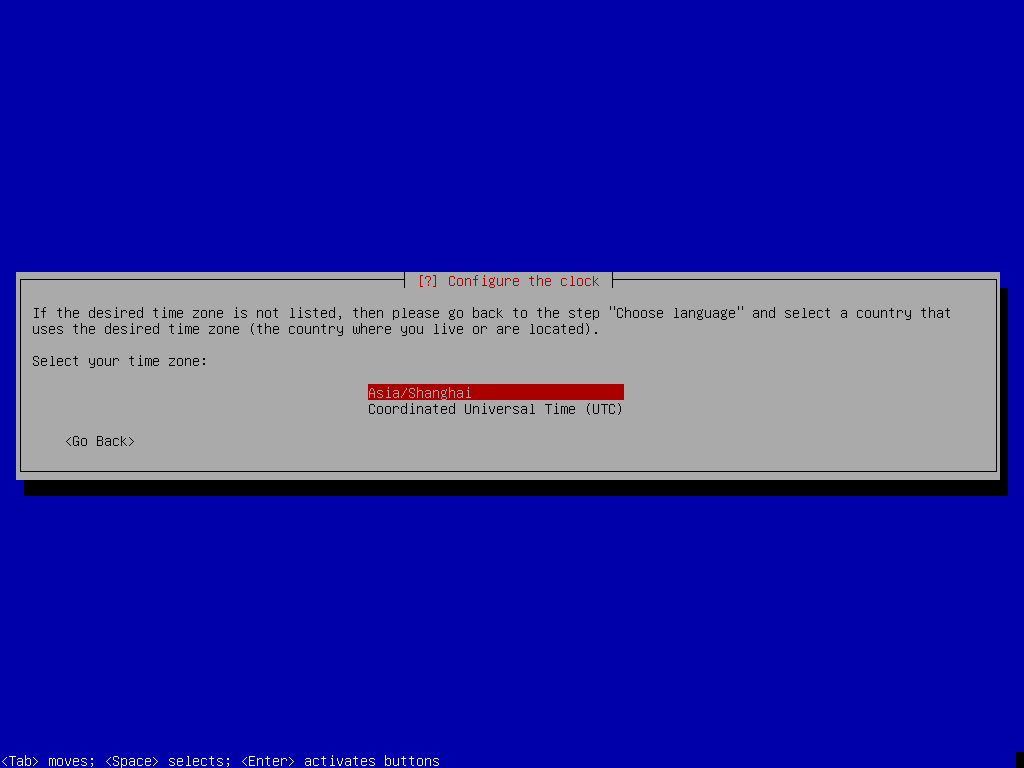 [?] Configure the clock
If the desired time zone is not listed, then please go back to the step "Choose language" and select a country that
uses the desired time zone (the country where you live or are located).
Select your time zone:
Asia/Shanghai
Coordinated Universal Time (UTC)
<Go Back>
<Tab> moves; <Space> selects; <Enter> activates buttons